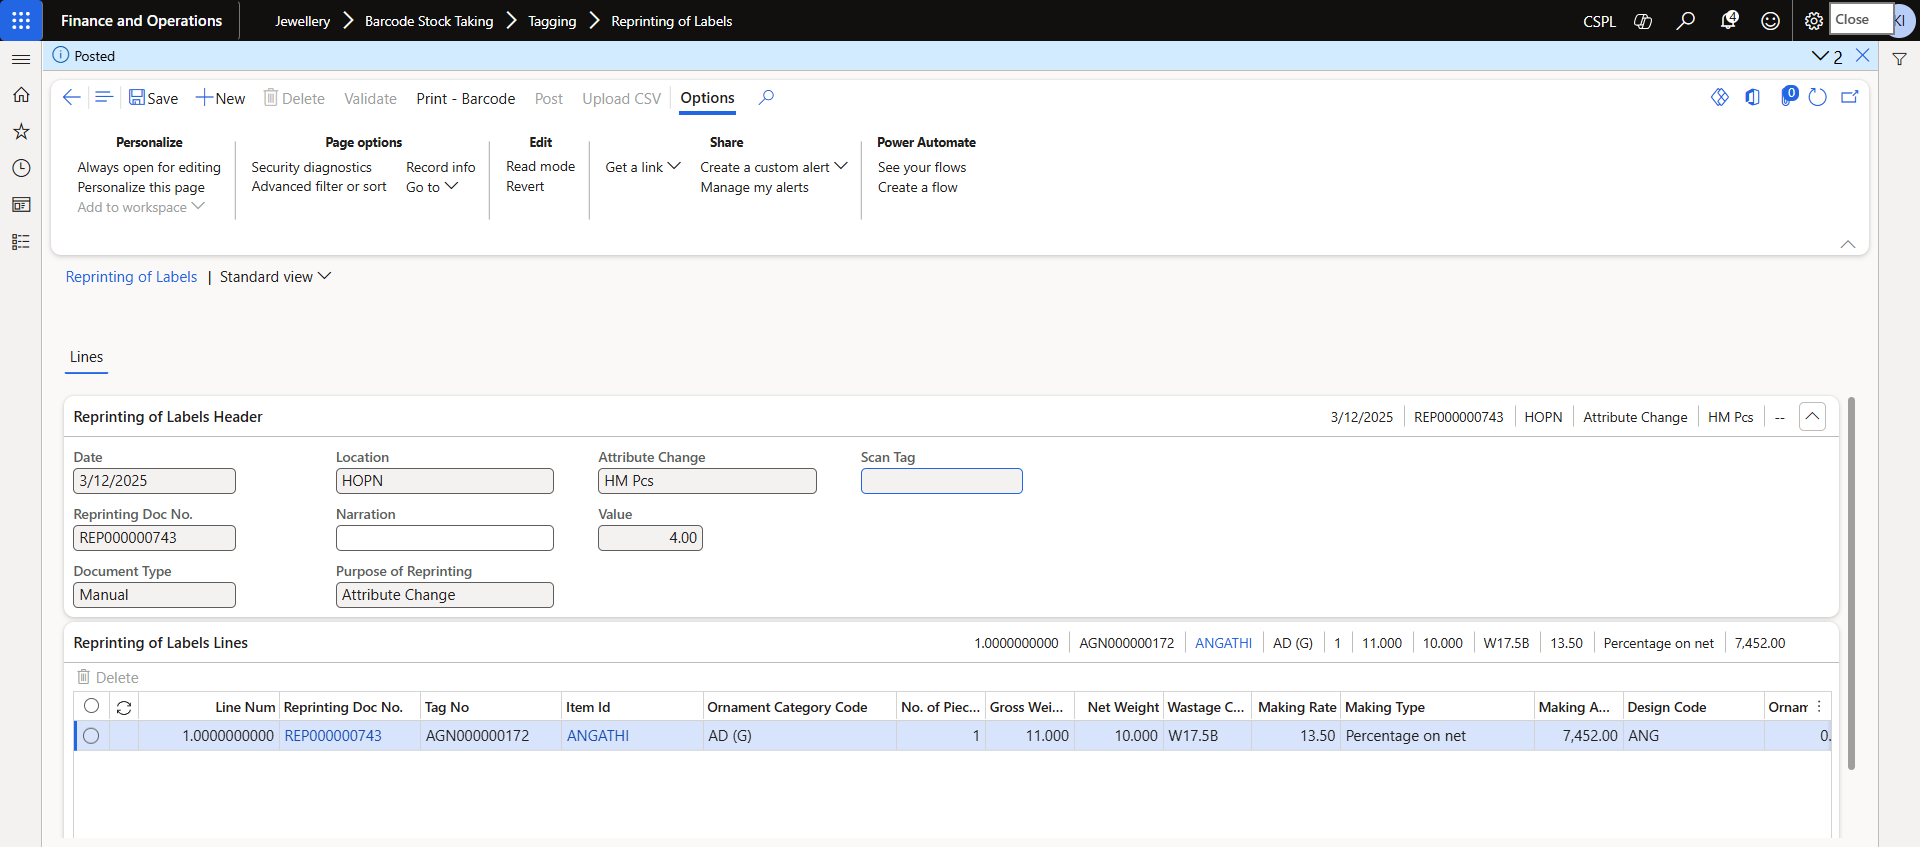 Finance and Operations Jewellery Barcode Stock Taking Tagging Reprinting of Labels CSPL 4 Close KI
Posted 2
Save New Delete Validate Print - Barcode Post Upload CSV Options 0
Personalize Page options Edit Share Power Automate
Always open for editing Security diagnostics Record info Read mode Get a link Create a custom alert See your flows
Personalize this page Advanced filter or sort Go to Revert Manage my alerts Create a flow
Add to workspace
Reprinting of Labels | Standard view
Lines
Reprinting of Labels Header 3/12/2025 REP000000743 HOPN Attribute Change HM Pcs --
Date Location Attribute Change Scan Tag
3/12/2025 HOPN HM Pcs
Reprinting Doc No. Narration Value
REP000000743 4.00
Document Type Purpose of Reprinting
Manual Attribute Change
Reprinting of Labels Lines 1.0000000000 AGN000000172 ANGATHI AD (G) 1 11.000 10.000 W17.5B 13.50 Percentage on net 7,452.00
Delete
Line Num Reprinting Doc No. Tag No Item Id Ornament Category Code No. of Piec... Gross Wei... Net Weight Wastage C... Making Rate Making Type Making A... Design Code Ornam
1.0000000000 REP000000743 AGN000000172 ANGATHI AD (G) 1 11.000 10.000 W17.5B 13.50 Percentage on net 7,452.00 ANG 0.